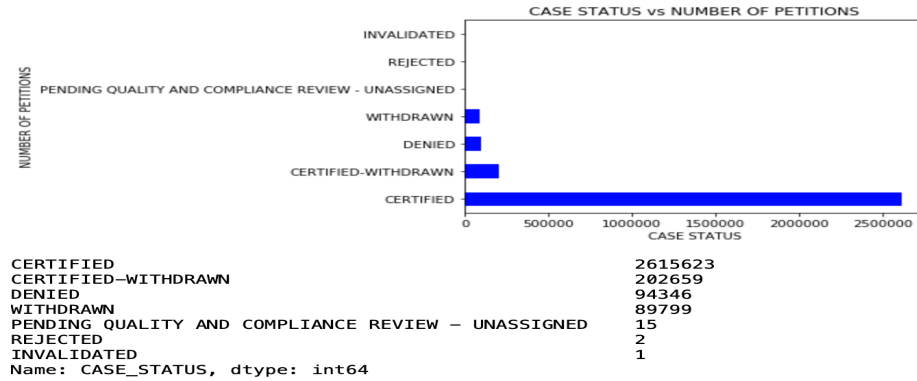 CASE STATUS vs NUMBER OF PETITIONS
NUMBER OF PETITIONS
INVALIDATED
REJECTED
PENDING QUALITY AND COMPLIANCE REVIEW - UNASSIGNED
WITHDRAWN
DENIED
CERTIFIED-WITHDRAWN
CERTIFIED
0 500000 1000000 1500000 2000000 2500000
CASE STATUS
CERTIFIED 2615623
CERTIFIED–WITHDRAWN 202659
DENIED 94346
WITHDRAWN 89799
PENDING QUALITY AND COMPLIANCE REVIEW – UNASSIGNED 15
REJECTED 2
INVALIDATED 1
Name: CASE_STATUS, dtype: int64